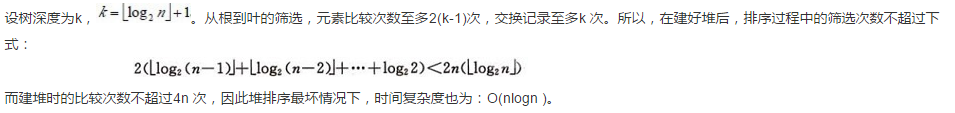 设树深度为k，k=⌊log₂ n⌋+1。从根到叶的筛选，元素比较次数至多2(k-1)次，交换记录至多k 次。所以，在建好堆后，排序过程中的筛选次数不超过下
式：
2(⌊log₂(n−1)⌋+⌊log₂(n−2)⌋+⋯+log₂2)<2n(⌊log₂n⌋)
而建堆时的比较次数不超过4n 次，因此堆排序最坏情况下，时间复杂度也为：O(nlogn )。